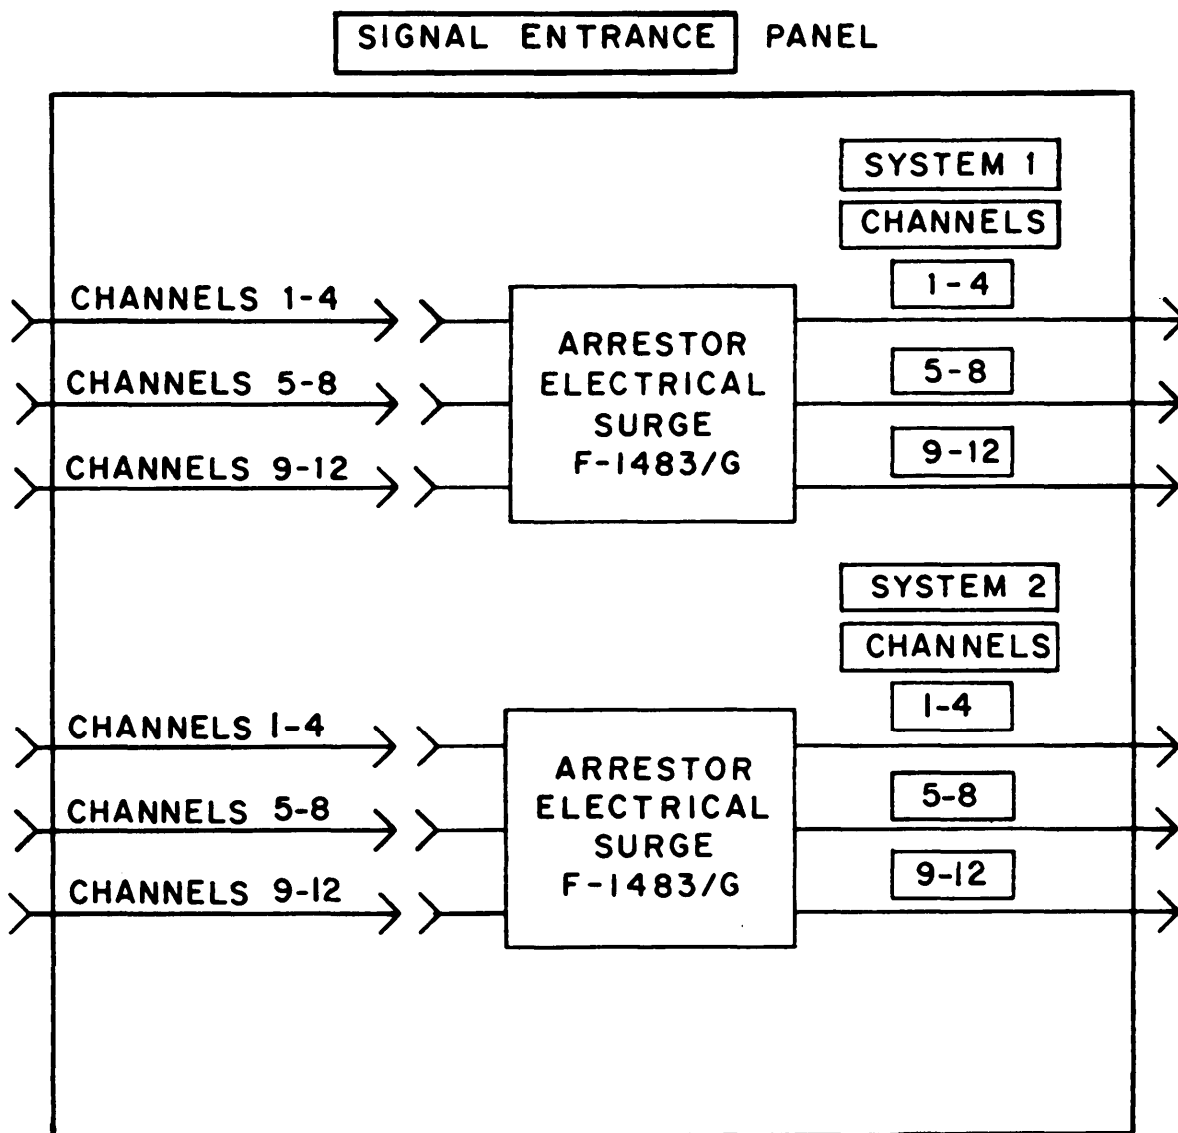 SIGNAL ENTRANCE PANEL
SYSTEM 1
CHANNELS
CHANNELS 1-4
1-4
CHANNELS 5-8
5-8
CHANNELS 9-12
9-12
ARRESTOR
ELECTRICAL
SURGE
F-1483/G
SYSTEM 2
CHANNELS
CHANNELS 1-4
1-4
CHANNELS 5-8
5-8
CHANNELS 9-12
9-12
ARRESTOR
ELECTRICAL
SURGE
F-1483/G